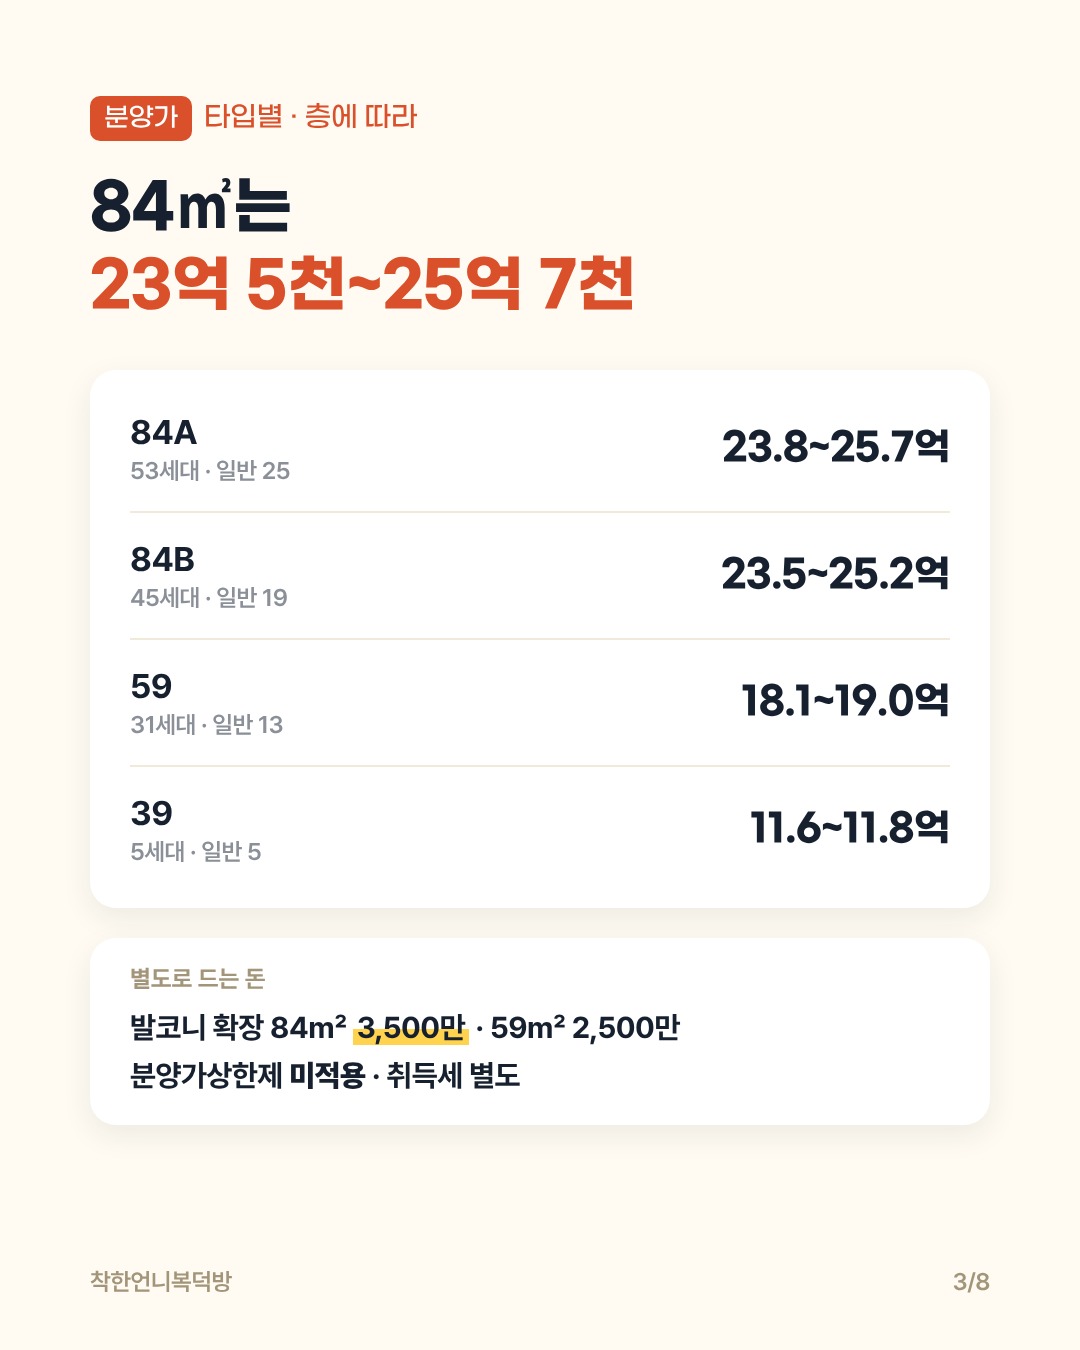 분양가 타입별 · 층에 따라
84㎡는
23억 5천~25억 7천
84A
53세대 · 일반 25
23.8~25.7억
84B
45세대 · 일반 19
23.5~25.2억
59
31세대 · 일반 13
18.1~19.0억
39
5세대 · 일반 5
11.6~11.8억
별도로 드는 돈
발코니 확장 84m² 3,500만 · 59m² 2,500만
분양가상한제 미적용 · 취득세 별도
착한언니복덕방
3/8